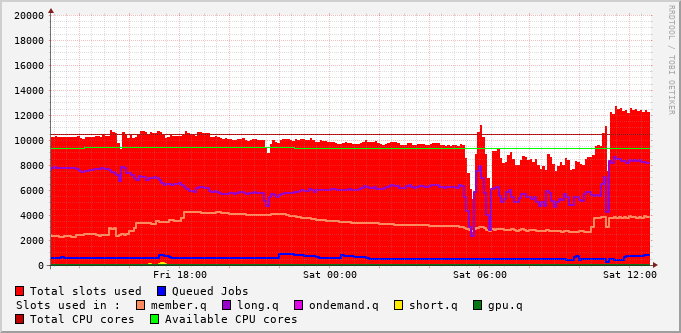 20000
18000
16000
14000
12000
10000
8000
6000
4000
2000
0
Fri 18:00 Sat 00:00 Sat 06:00 Sat 12:00
RRDTOOL / TOBI OETIKER
Total slots used Queued Jobs
Slots used in : member.q long.q ondemand.q short.q gpu.q
Total CPU cores Available CPU cores